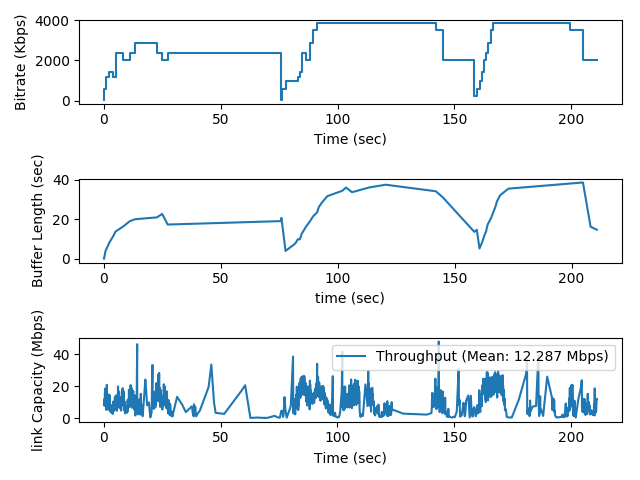 Bitrate (Kbps)
4000
2000
0
0 50 100 150 200
Time (sec)
Buffer Length (sec)
40
20
0
0 50 100 150 200
time (sec)
link Capacity (Mbps)
40
20
0
Throughput (Mean: 12.287 Mbps)
0 50 100 150 200
Time (sec)